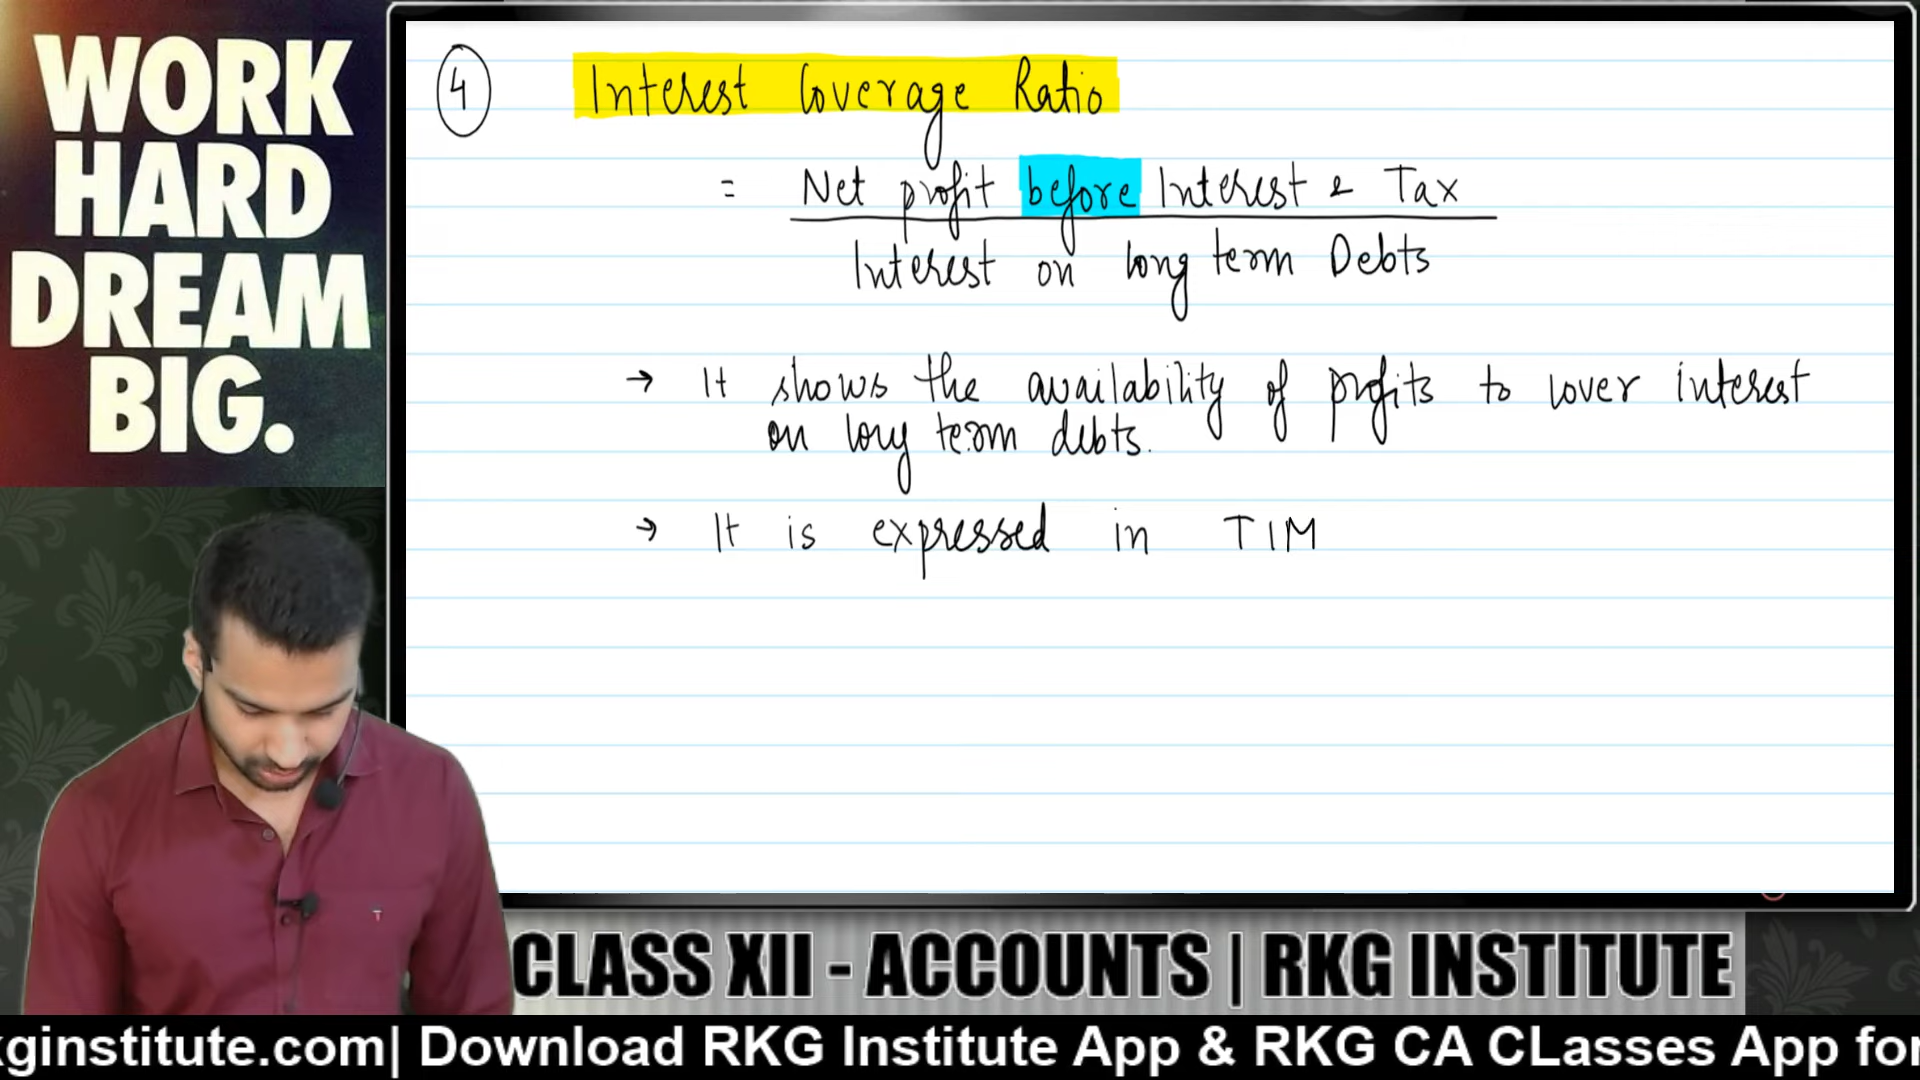 WORK
HARD
DREAM
BIG.
4 Interest Coverage Ratio
= Net profit before Interest & Tax
Interest on long term Debts
→ It shows the availability of profits to cover interest
on long term debts.
→ It is expressed in TIM
CLASS XII - ACCOUNTS | RKG INSTITUTE
kginstitute.com| Download RKG Institute App & RKG CA CLasses App for